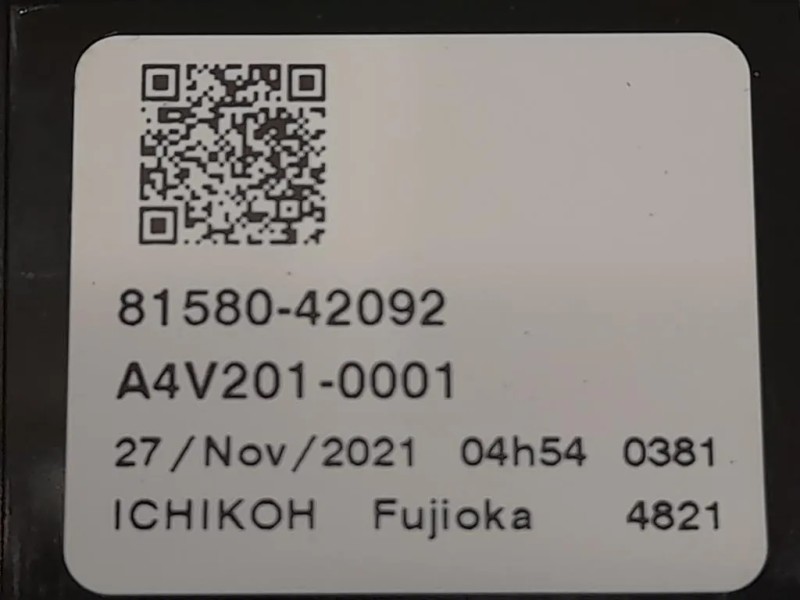 81580-42092
A4V201-0001
27/Nov/2021 04h54 0381
ICHIKOH Fujioka 4821